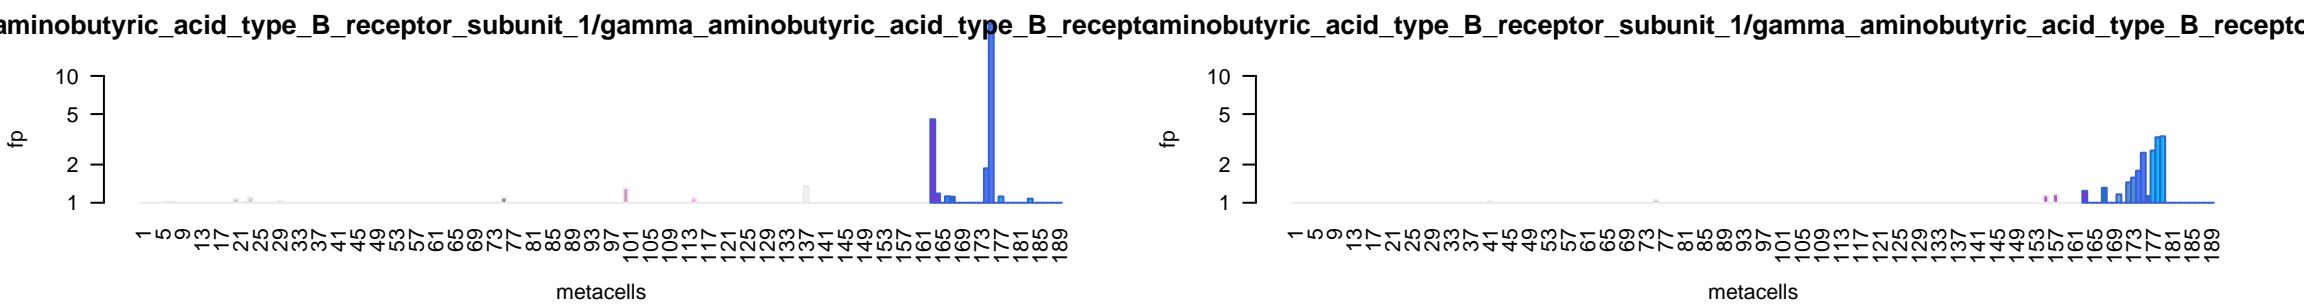 aminobutyric_acid_type_B_receptor_subunit_1/gamma_aminobutyric_acid_type_B_recepto
aminobutyric_acid_type_B_receptor_subunit_1/gamma_aminobutyric_acid_type_B_recepto
10
5
2
1
fp
1 5 9 13 17 21 25 29 33 37 41 45 49 53 57 61 65 69 73 77 81 85 89 93 97 101 105 109 113 117 121 125 129 133 137 141 145 149 153 157 161 165 169 173 177 181 185 189
metacells
10
5
2
1
fp
1 5 9 13 17 21 25 29 33 37 41 45 49 53 57 61 65 69 73 77 81 85 89 93 97 101 105 109 113 117 121 125 129 133 137 141 145 149 153 157 161 165 169 173 177 181 185 189
metacells